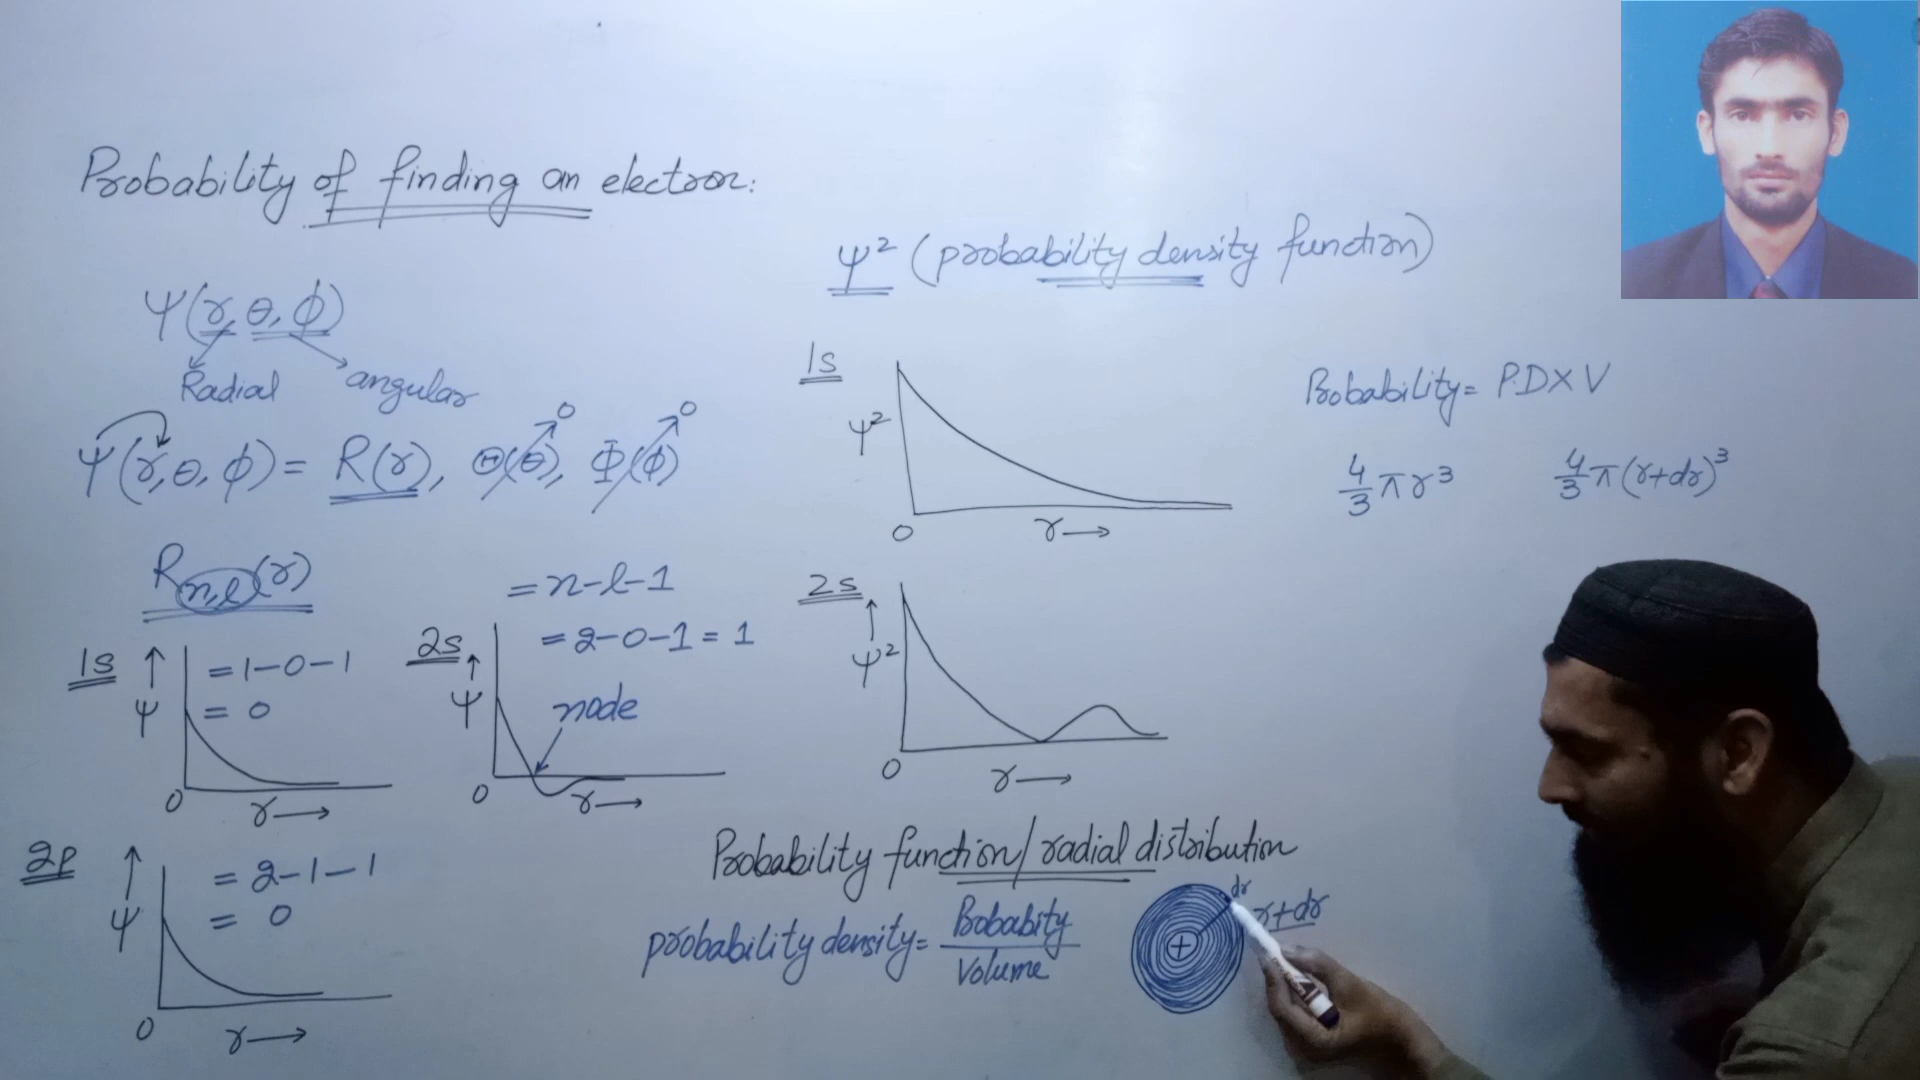 Probability of finding an electron:
Ψ(r, θ, ϕ)
Radial
angular
Ψ(r, θ, ϕ) = R(r), Θ(θ), Φ(ϕ)
0
0
R n,l (r)
1s
Ψ
= 1-0-1
= 0
0
r→
2s
Ψ
= n-l-1
= 2-0-1 = 1
node
0
r→
2p
Ψ
= 2-1-1
= 0
0
r→
Ψ² (probability density function)
1s
Ψ²
0
r→
2s
Ψ²
0
r→
Probability function/radial distribution
probability density = Probabity / Volume
+
dr
r+dr
Probability = P.D X V
4/3 πr³
4/3 π(r+dr)³